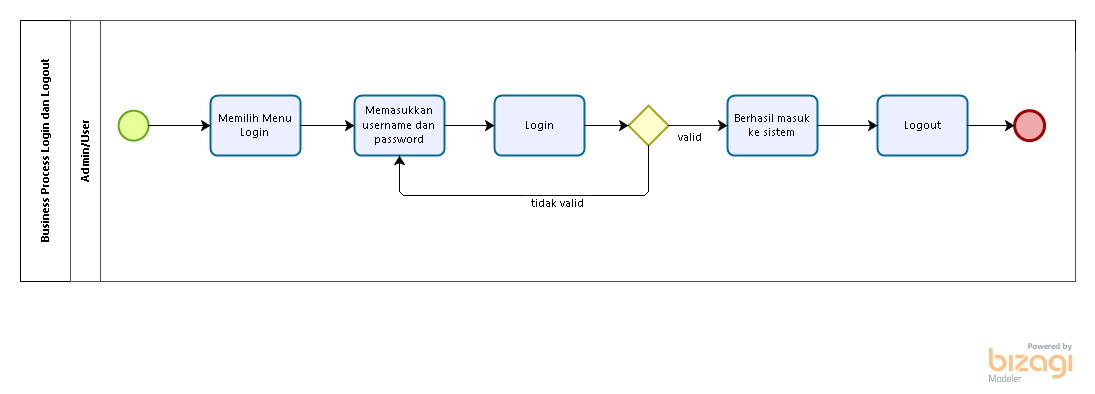 Business Process Login dan Logout
Admin/User
Memilih Menu
Login
Memasukkan
username dan
password
Login
valid
tidak valid
Berhasil masuk
ke sistem
Logout
Powered by
bizagi
Modeler